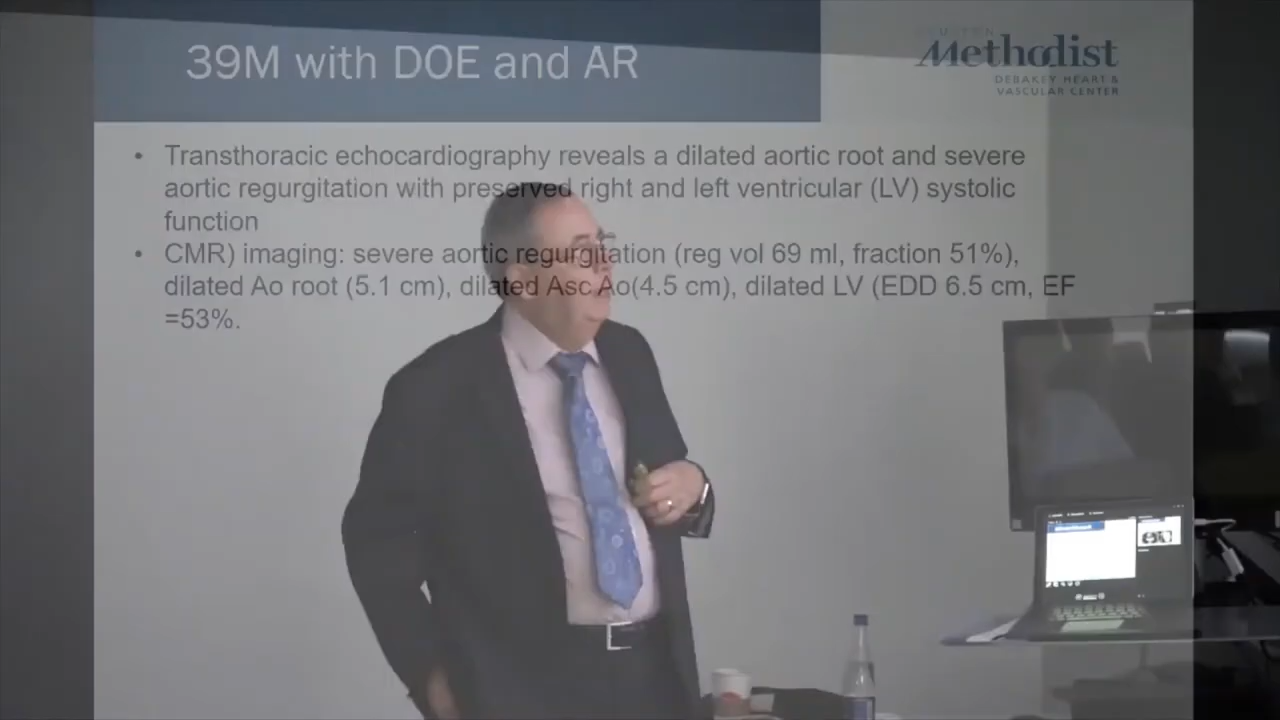 39M with DOE and AR
HOUSTON
Methodist
DEBAKEY HEART &
VASCULAR CENTER
• Transthoracic echocardiography reveals a dilated aortic root and severe
aortic regurgitation with preserved right and left ventricular (LV) systolic
function
• CMR) imaging: severe aortic regurgitation (reg vol 69 ml, fraction 51%),
dilated Ao root (5.1 cm), dilated Asc Ao(4.5 cm), dilated LV (EDD 6.5 cm, EF
=53%.